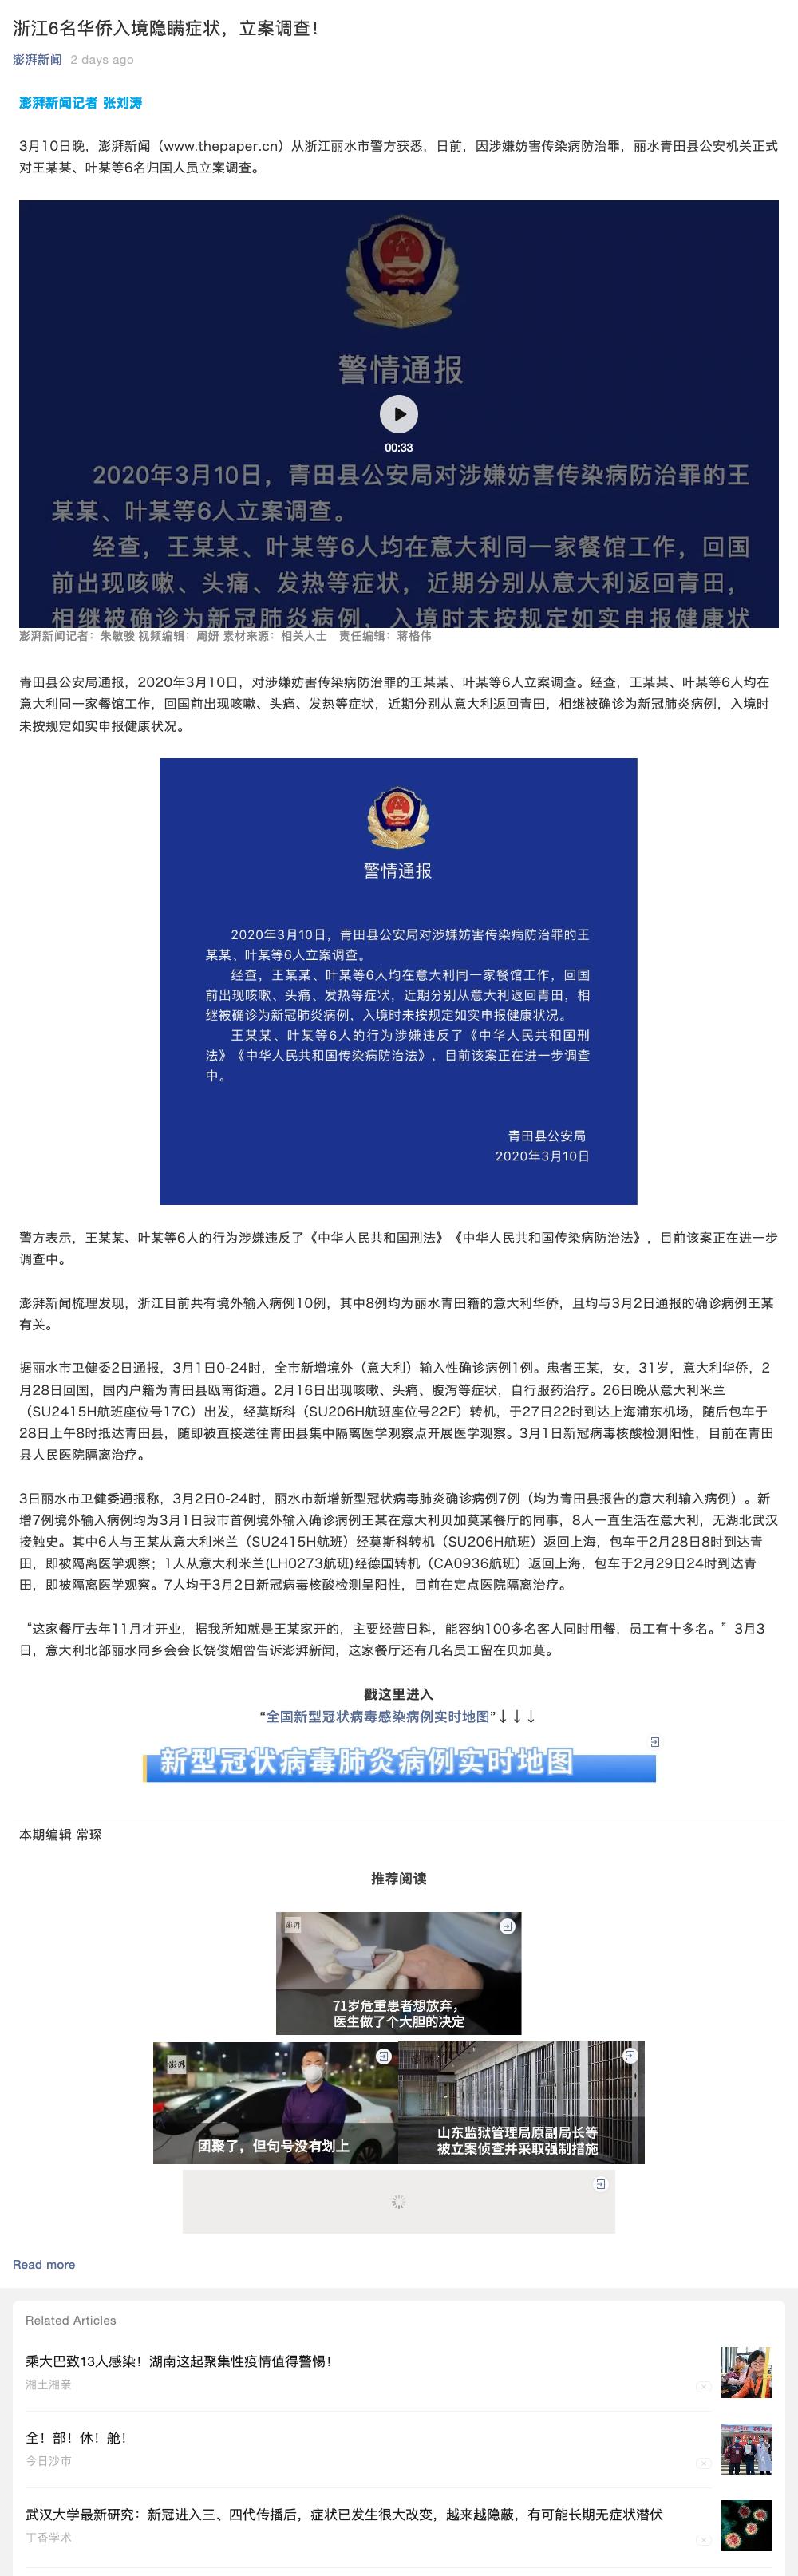 浙江6名华侨入境隐瞒症状，立案调查！
澎湃新闻 2 days ago
澎湃新闻记者 张刘涛
3月10日晚，澎湃新闻（www.thepaper.cn）从浙江丽水市警方获悉，日前，因涉嫌妨害传染病防治罪，丽水青田县公安机关正式
对王某某、叶某等6名归国人员立案调查。
警情通报
00:33
2020年3月10日，青田县公安局对涉嫌妨害传染病防治罪的王
某某、叶某等6人立案调查。
经查，王某某、叶某等6人均在意大利同一家餐馆工作，回国
前出现咳嗽、头痛、发热等症状，近期分别从意大利返回青田，
相继被确诊为新冠肺炎病例，入境时未按规定如实申报健康状
澎湃新闻记者：朱敏骏 视频编辑：周妍 素材来源：相关人士 责任编辑：蒋格伟
青田县公安局通报，2020年3月10日，对涉嫌妨害传染病防治罪的王某某、叶某等6人立案调查。经查，王某某、叶某等6人均在
意大利同一家餐馆工作，回国前出现咳嗽、头痛、发热等症状，近期分别从意大利返回青田，相继被确诊为新冠肺炎病例，入境时
未按规定如实申报健康状况。
警情通报
2020年3月10日，青田县公安局对涉嫌妨害传染病防治罪的王
某某、叶某等6人立案调查。
经查，王某某、叶某等6人均在意大利同一家餐馆工作，回国
前出现咳嗽、头痛、发热等症状，近期分别从意大利返回青田，相
继被确诊为新冠肺炎病例，入境时未按规定如实申报健康状况。
王某某、叶某等6人的行为涉嫌违反了《中华人民共和国刑
法》《中华人民共和国传染病防治法》，目前该案正在进一步调查
中。
青田县公安局
2020年3月10日
警方表示，王某某、叶某等6人的行为涉嫌违反了《中华人民共和国刑法》《中华人民共和国传染病防治法》，目前该案正在进一步
调查中。
澎湃新闻梳理发现，浙江目前共有境外输入病例10例，其中8例均为丽水青田籍的意大利华侨，且均与3月2日通报的确诊病例王某
有关。
据丽水市卫健委2日通报，3月1日0-24时，全市新增境外（意大利）输入性确诊病例1例。患者王某，女，31岁，意大利华侨，2
月28日回国，国内户籍为青田县瓯南街道。2月16日出现咳嗽、头痛、腹泻等症状，自行服药治疗。26日晚从意大利米兰
（SU2415H航班座位号17C）出发，经莫斯科（SU206H航班座位号22F）转机，于27日22时到达上海浦东机场，随后包车于
28日上午8时抵达青田县，随即被直接送往青田县集中隔离医学观察点开展医学观察。3月1日新冠病毒核酸检测阳性，目前在青田
县人民医院隔离治疗。
3日丽水市卫健委通报称，3月2日0-24时，丽水市新增新型冠状病毒肺炎确诊病例7例（均为青田县报告的意大利输入病例）。新
增7例境外输入病例均为3月1日我市首例境外输入确诊病例王某在意大利贝加莫某餐厅的同事，8人一直生活在意大利，无湖北武汉
接触史。其中6人与王某从意大利米兰（SU2415H航班）经莫斯科转机（SU206H航班）返回上海，包车于2月28日8时到达青
田，即被隔离医学观察；1人从意大利米兰(LH0273航班)经德国转机（CA0936航班）返回上海，包车于2月29日24时到达青
田，即被隔离医学观察。7人均于3月2日新冠病毒核酸检测呈阳性，目前在定点医院隔离治疗。
“这家餐厅去年11月才开业，据我所知就是王某家开的，主要经营日料，能容纳100多名客人同时用餐，员工有十多名。”3月3
日，意大利北部丽水同乡会会长饶俊媚曾告诉澎湃新闻，这家餐厅还有几名员工留在贝加莫。
戳这里进入
“全国新型冠状病毒感染病例实时地图”↓↓↓
新型冠状病毒肺炎病例实时地图
本期编辑 常琛
推荐阅读
澎湃
71岁危重患者想放弃，
医生做了个大胆的决定
澎湃
团聚了，但句号没有划上
山东监狱管理局原副局长等
被立案侦查并采取强制措施
Read more
Related Articles
乘大巴致13人感染！湖南这起聚集性疫情值得警惕！
湘土湘亲
全！部！休！舱！
今日沙市
武汉大学最新研究：新冠进入三、四代传播后，症状已发生很大改变，越来越隐蔽，有可能长期无症状潜伏
丁香学术